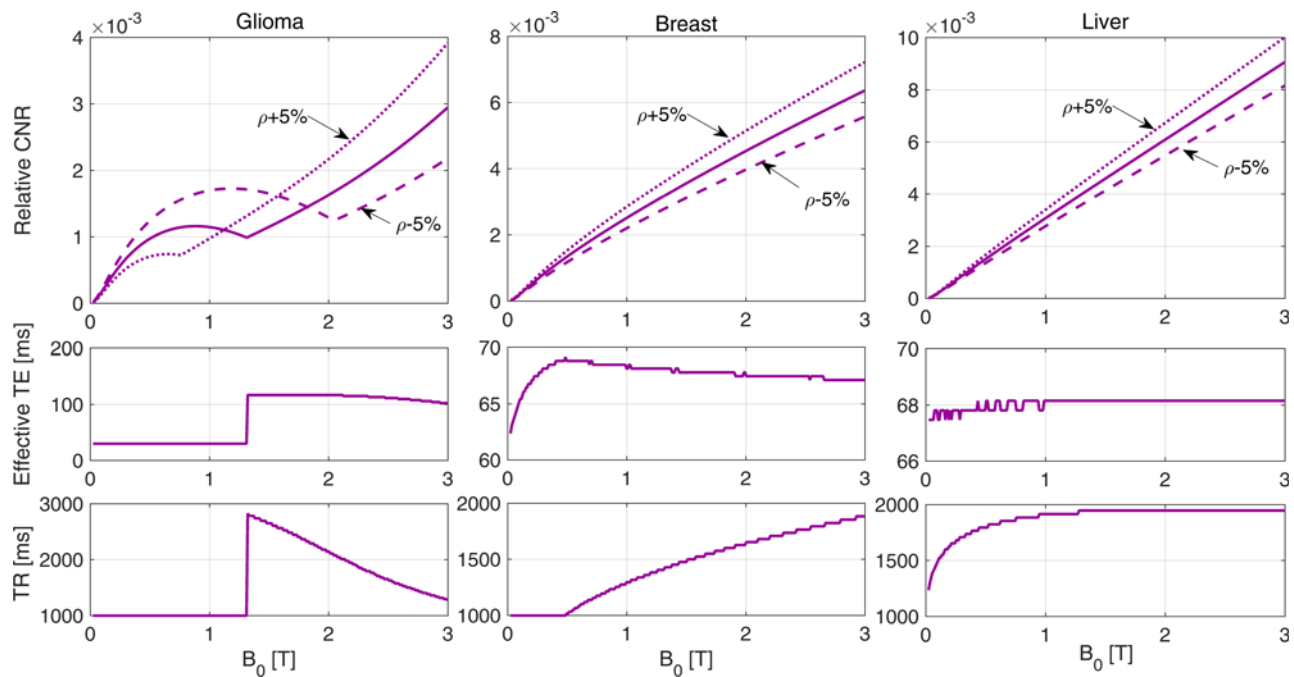 Glioma
Breast
Liver
×10⁻³
×10⁻³
×10⁻³
Relative CNR
4
3
2
1
0
ρ+5%
ρ-5%
0 1 2 3
8
6
4
2
0
ρ+5%
ρ-5%
0 1 2 3
10
8
6
4
2
0
ρ+5%
ρ-5%
0 1 2 3
Effective TE [ms]
200
100
0
0 1 2 3
70
65
60
0 1 2 3
70
68
66
0 1 2 3
TR [ms]
3000
2000
1000
0 1 2 3
B₀ [T]
2000
1500
1000
0 1 2 3
B₀ [T]
2000
1500
1000
0 1 2 3
B₀ [T]